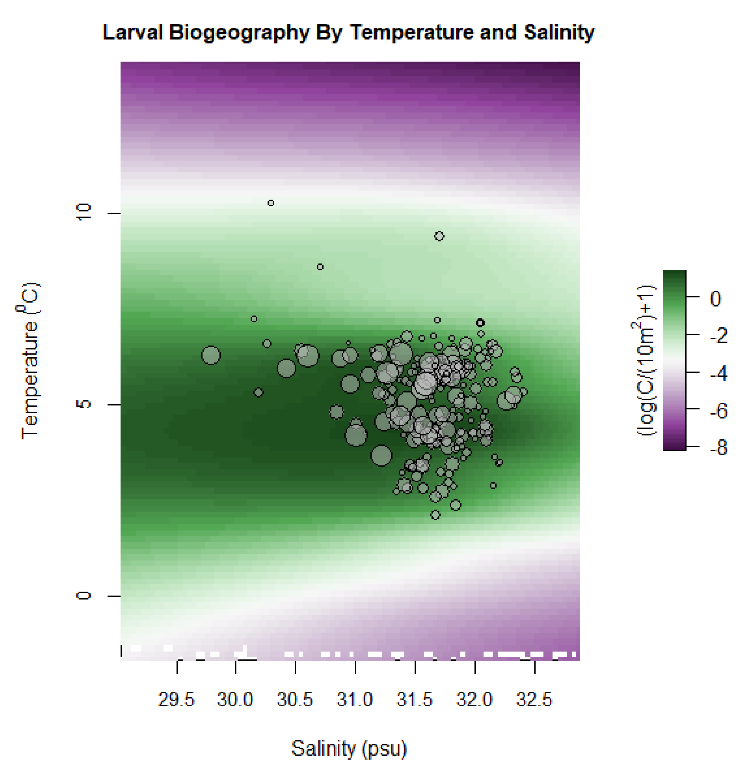 Larval Biogeography By Temperature and Salinity
10
5
0
Temperature (⁰C)
29.5 30.0 30.5 31.0 31.5 32.0 32.5
Salinity (psu)
(log(C/(10m²)+1)
0
-2
-4
-6
-8